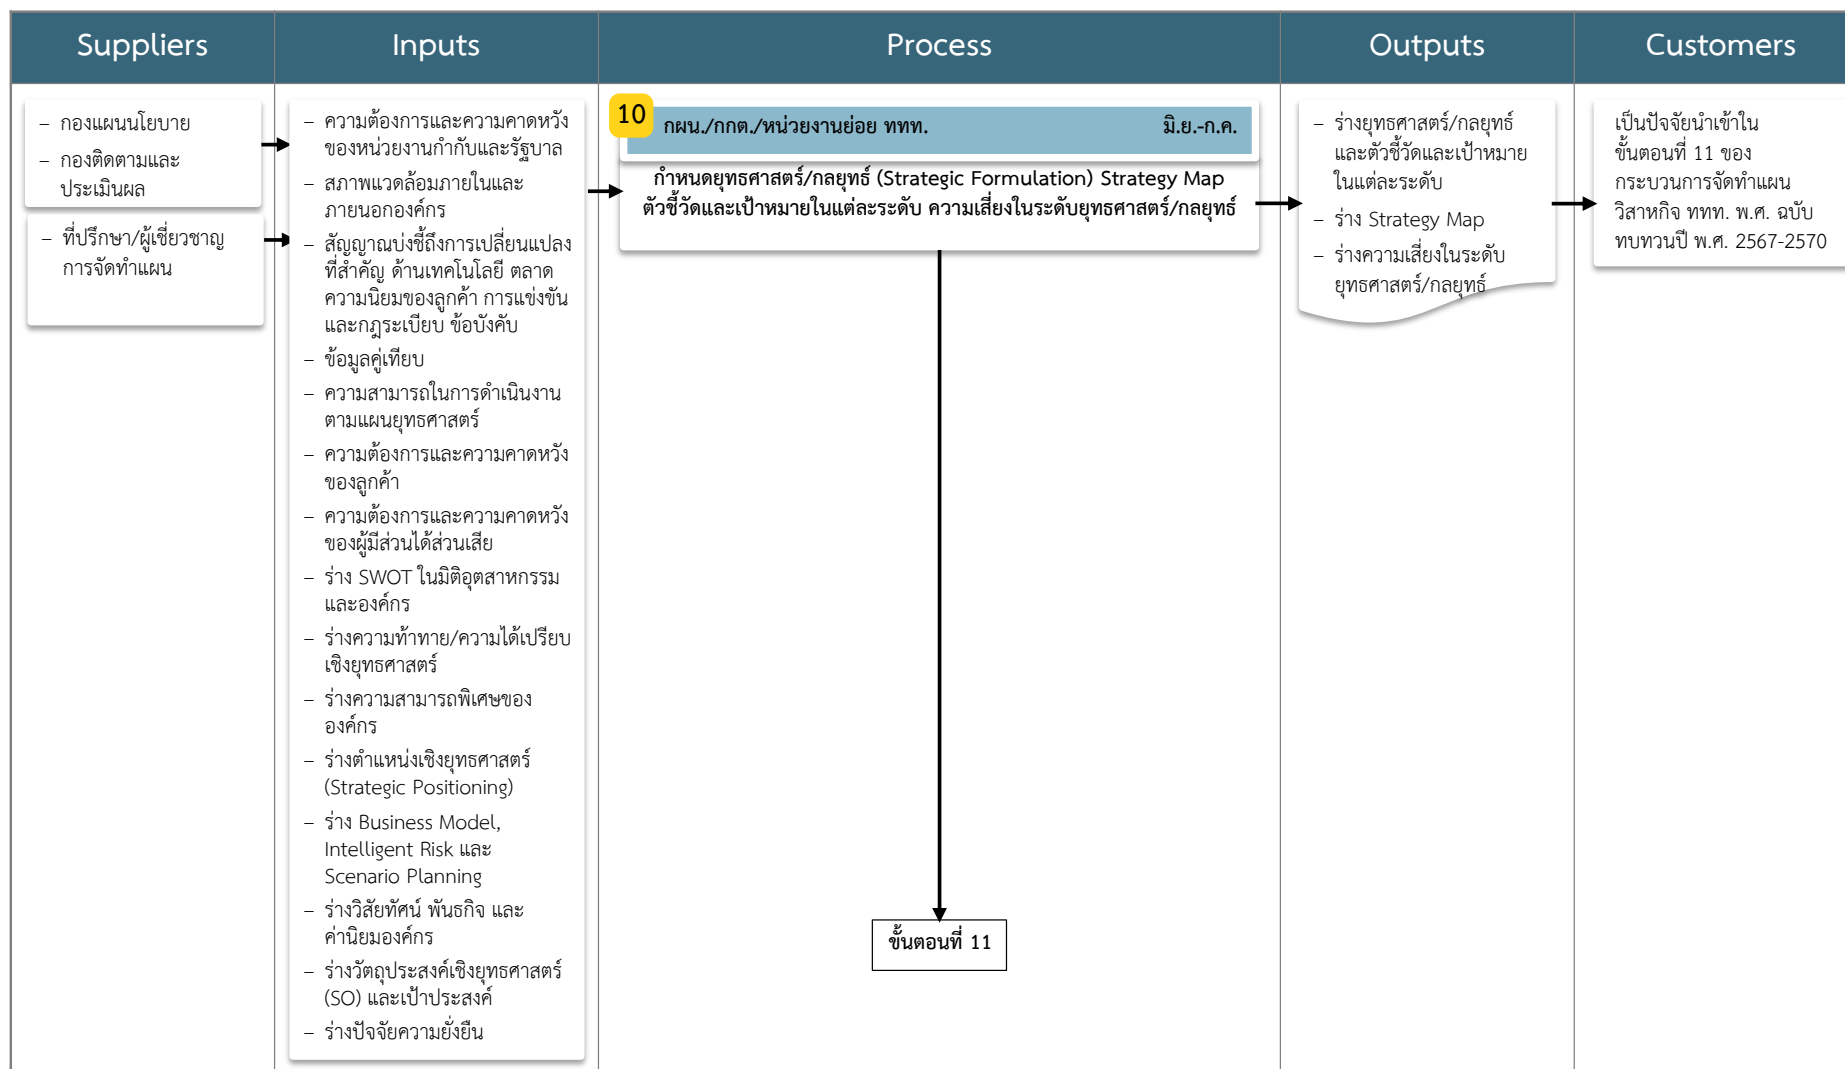 Suppliers
Inputs
Process
Outputs
Customers
– กองแผนนโยบาย
– กองติดตามและ
ประเมินผล
– ที่ปรึกษา/ผู้เชี่ยวชาญ
การจัดทำแผน
– ความต้องการและความคาดหวัง
ของหน่วยงานกำกับและรัฐบาล
– สภาพแวดล้อมภายในและ
ภายนอกองค์กร
– สัญญาณบ่งชี้ถึงการเปลี่ยนแปลง
ที่สำคัญ ด้านเทคโนโลยี ตลาด
ความนิยมของลูกค้า การแข่งขัน
และกฎระเบียบ ข้อบังคับ
– ข้อมูลคู่เทียบ
– ความสามารถในการดำเนินงาน
ตามแผนยุทธศาสตร์
– ความต้องการและความคาดหวัง
ของลูกค้า
– ความต้องการและความคาดหวัง
ของผู้มีส่วนได้ส่วนเสีย
– ร่าง SWOT ในมิติอุตสาหกรรม
และองค์กร
– ร่างความท้าทาย/ความได้เปรียบ
เชิงยุทธศาสตร์
– ร่างความสามารถพิเศษของ
องค์กร
– ร่างตำแหน่งเชิงยุทธศาสตร์
(Strategic Positioning)
– ร่าง Business Model,
Intelligent Risk และ
Scenario Planning
– ร่างวิสัยทัศน์ พันธกิจ และ
ค่านิยมองค์กร
– ร่างวัตถุประสงค์เชิงยุทธศาสตร์
(SO) และเป้าประสงค์
– ร่างปัจจัยความยั่งยืน
10
กผน./กกต./หน่วยงานย่อย ททท. มิ.ย.-ก.ค.
กำหนดยุทธศาสตร์/กลยุทธ์ (Strategic Formulation) Strategy Map
ตัวชี้วัดและเป้าหมายในแต่ละระดับ ความเสี่ยงในระดับยุทธศาสตร์/กลยุทธ์
ขั้นตอนที่ 11
– ร่างยุทธศาสตร์/กลยุทธ์
และตัวชี้วัดและเป้าหมาย
ในแต่ละระดับ
– ร่าง Strategy Map
– ร่างความเสี่ยงในระดับ
ยุทธศาสตร์/กลยุทธ์
เป็นปัจจัยนำเข้าใน
ขั้นตอนที่ 11 ของ
กระบวนการจัดทำแผน
วิสาหกิจ ททท. พ.ศ. ฉบับ
ทบทวนปี พ.ศ. 2567-2570